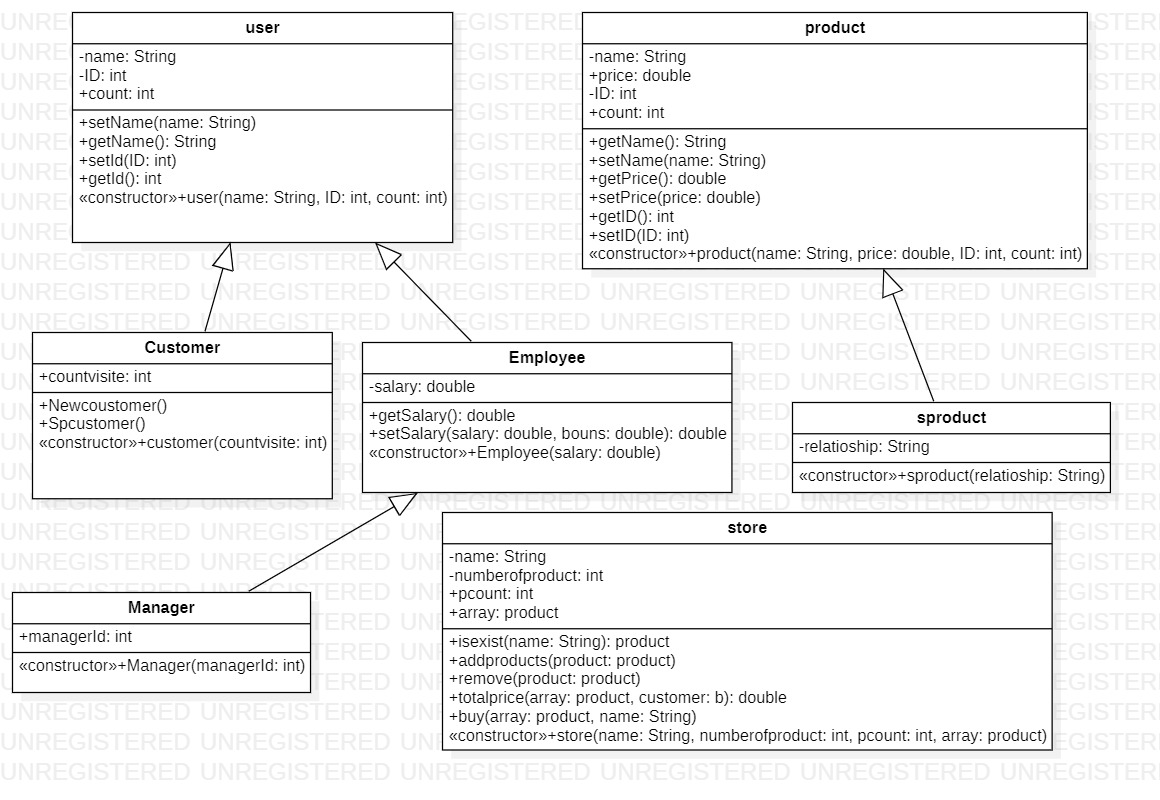 user
-name: String
-ID: int
+count: int
+setName(name: String)
+getName(): String
+setId(ID: int)
+getId(): int
«constructor»+user(name: String, ID: int, count: int)
product
-name: String
+price: double
-ID: int
+count: int
+getName(): String
+setName(name: String)
+getPrice(): double
+setPrice(price: double)
+getID(): int
+setID(ID: int)
«constructor»+product(name: String, price: double, ID: int, count: int)
Customer
+countvisite: int
+Newcoustomer()
+Spcustomer()
«constructor»+customer(countvisite: int)
Employee
-salary: double
+getSalary(): double
+setSalary(salary: double, bouns: double): double
«constructor»+Employee(salary: double)
sproduct
-relatioship: String
«constructor»+sproduct(relatioship: String)
Manager
+managerId: int
«constructor»+Manager(managerId: int)
store
-name: String
-numberofproduct: int
+pcount: int
+array: product
+isexist(name: String): product
+addproducts(product: product)
+remove(product: product)
+totalprice(array: product, customer: b): double
+buy(array: product, name: String)
«constructor»+store(name: String, numberofproduct: int, pcount: int, array: product)
UNREGISTERED